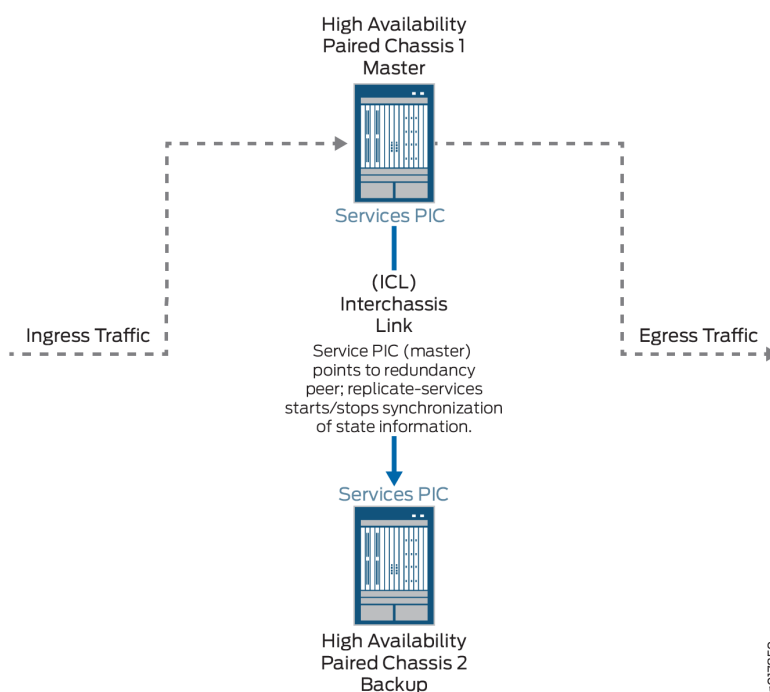 High Availability
Paired Chassis 1
Master
Services PIC
(ICL)
Interchassis
Link
Ingress Traffic
Egress Traffic
Service PIC (master)
points to redundancy
peer; replicate-services
starts/stops synchronization
of state information.
Services PIC
High Availability
Paired Chassis 2
Backup